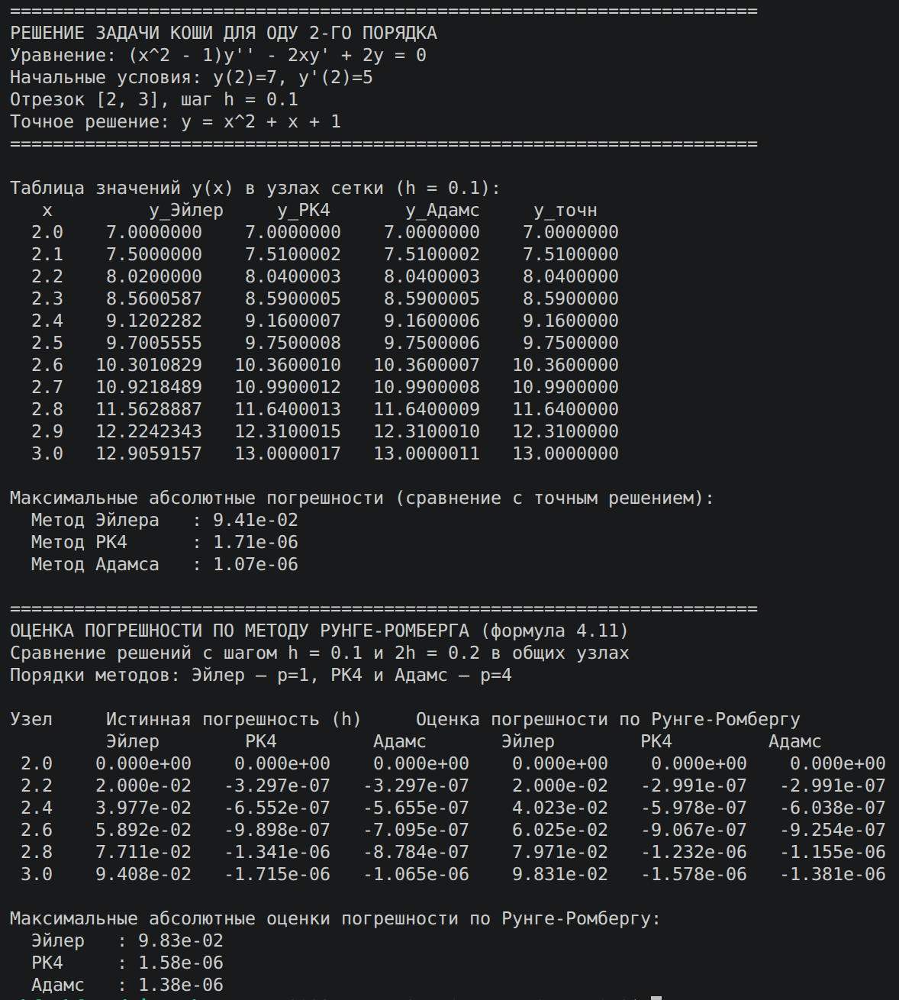 ======================================================================
РЕШЕНИЕ ЗАДАЧИ КОШИ ДЛЯ ОДУ 2-ГО ПОРЯДКА
Уравнение: (x^2 - 1)y'' - 2xy' + 2y = 0
Начальные условия: y(2)=7, y'(2)=5
Отрезок [2, 3], шаг h = 0.1
Точное решение: y = x^2 + x + 1
======================================================================

Таблица значений y(x) в узлах сетки (h = 0.1):
   x         y_Эйлер     y_РК4       y_Адамс     y_точн
  2.0    7.0000000    7.0000000    7.0000000    7.0000000
  2.1    7.5000000    7.5100002    7.5100002    7.5100000
  2.2    8.0200000    8.0400003    8.0400003    8.0400000
  2.3    8.5600587    8.5900005    8.5900005    8.5900000
  2.4    9.1202282    9.1600007    9.1600006    9.1600000
  2.5    9.7005555    9.7500008    9.7500006    9.7500000
  2.6   10.3010829   10.3600010   10.3600007   10.3600000
  2.7   10.9218489   10.9900012   10.9900008   10.9900000
  2.8   11.5628887   11.6400013   11.6400009   11.6400000
  2.9   12.2242343   12.3100015   12.3100010   12.3100000
  3.0   12.9059157   13.0000017   13.0000011   13.0000000

Максимальные абсолютные погрешности (сравнение с точным решением):
  Метод Эйлера   : 9.41e-02
  Метод РК4      : 1.71e-06
  Метод Адамса   : 1.07e-06

======================================================================
ОЦЕНКА ПОГРЕШНОСТИ ПО МЕТОДУ РУНГЕ-РОМБЕРГА (формула 4.11)
Сравнение решений с шагом h = 0.1 и 2h = 0.2 в общих узлах
Порядки методов: Эйлер – p=1, РК4 и Адамс – p=4

Узел     Истинная погрешность (h)     Оценка погрешности по Рунге-Ромбергу
         Эйлер        РК4         Адамс       Эйлер        РК4         Адамс
 2.0    0.000e+00    0.000e+00    0.000e+00    0.000e+00    0.000e+00    0.000e+00
 2.2    2.000e-02   -3.297e-07   -3.297e-07    2.000e-02   -2.991e-07   -2.991e-07
 2.4    3.977e-02   -6.552e-07   -5.655e-07    4.023e-02   -5.978e-07   -6.038e-07
 2.6    5.892e-02   -9.898e-07   -7.095e-07    6.025e-02   -9.067e-07   -9.254e-07
 2.8    7.711e-02   -1.341e-06   -8.784e-07    7.971e-02   -1.232e-06   -1.155e-06
 3.0    9.408e-02   -1.715e-06   -1.065e-06    9.831e-02   -1.578e-06   -1.381e-06

Максимальные абсолютные оценки погрешности по Рунге-Ромбергу:
  Эйлер   : 9.83e-02
  РК4     : 1.58e-06
  Адамс   : 1.38e-06